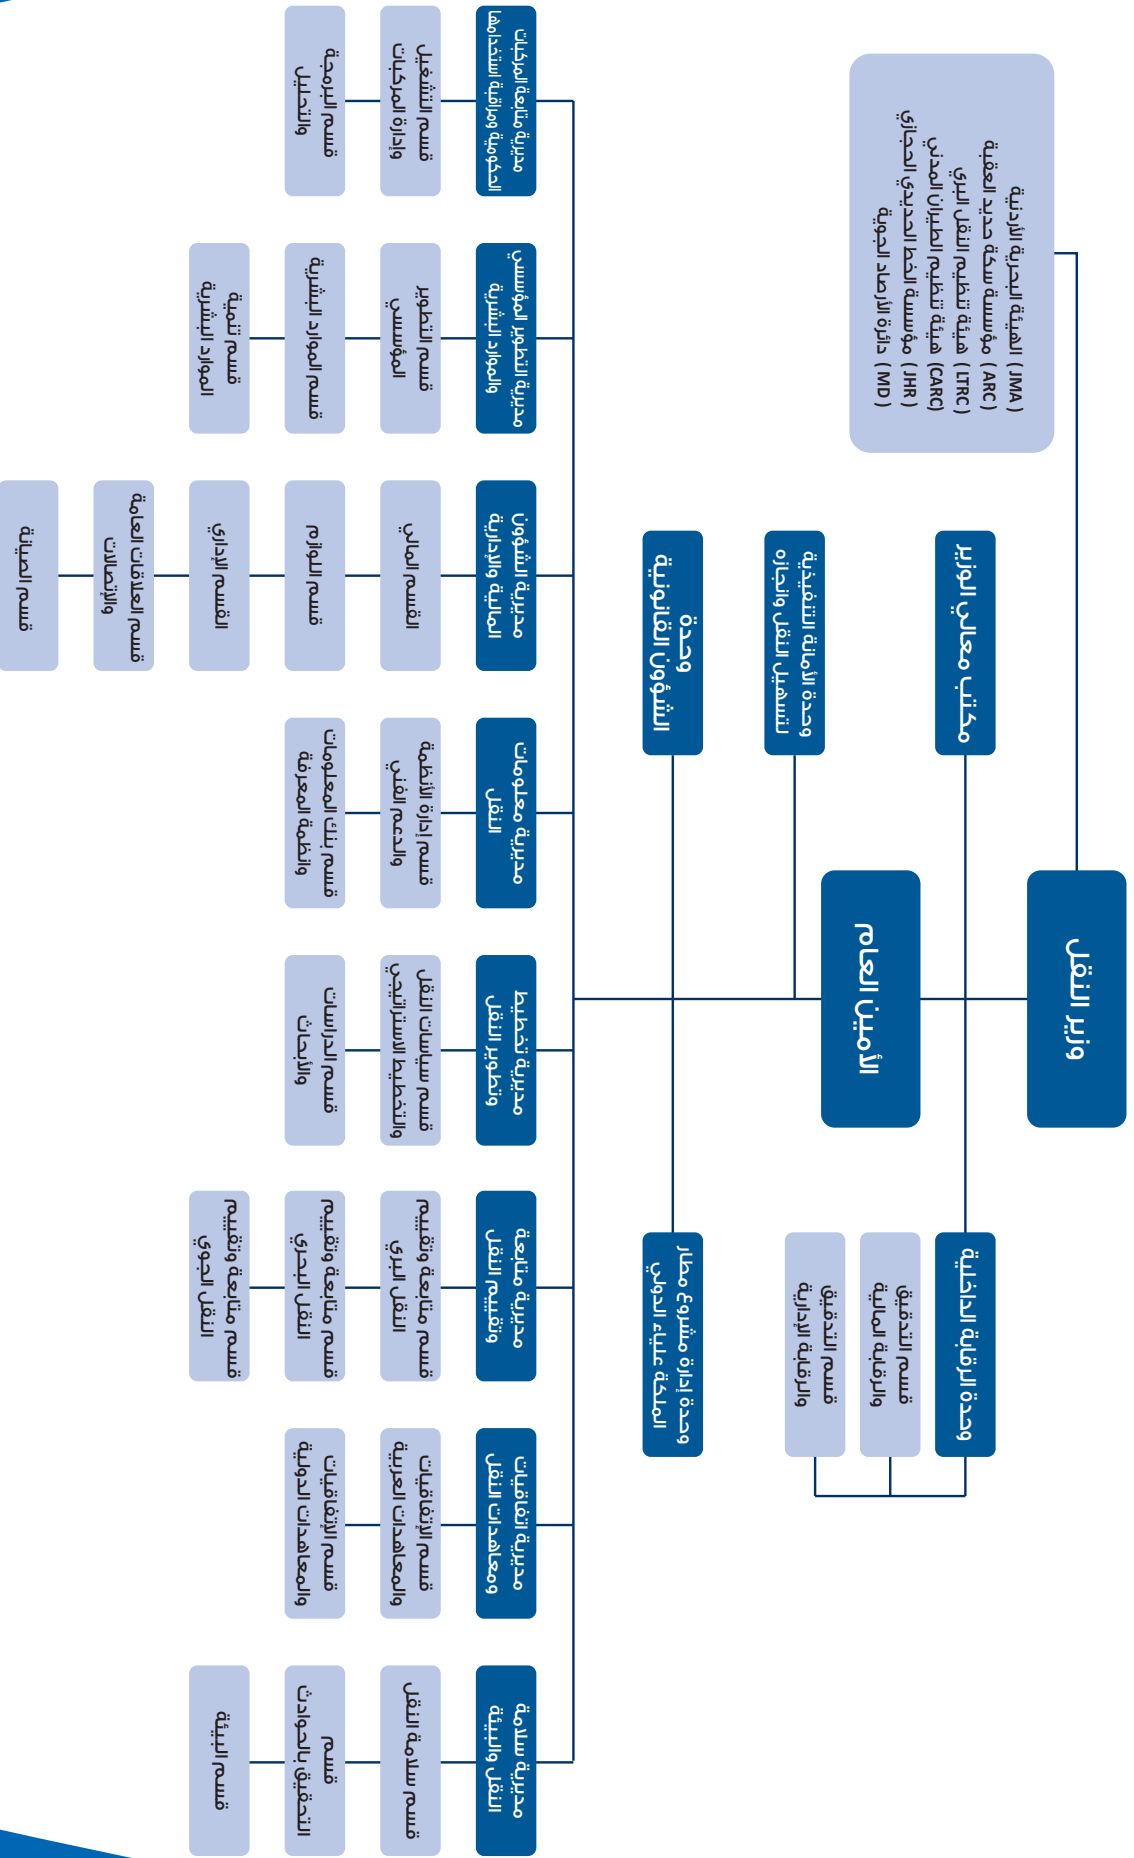 وزير النقل
( JMA ) الهيئة البحرية الأردنية
( ARC ) مؤسسة سكة حديد العقبة
( LTRC ) هيئة تنظيم النقل البري
(CARC) هيئة تنظيم الطيران المدني
( JHR ) مؤسسة الخط الحديدي الحجازي
( MD ) دائرة الأرصاد الجوية
مكتب معالي الوزير
وحدة الرقابة الداخلية
قسم التدقيق
والرقابة المالية
قسم التدقيق
والرقابة الإدارية
الأمين العام
وحدة الأمانة التنفيذية
لتسهيل النقل وانجازه
وحدة
الشؤون القانونية
وحدة إدارة مشروع مطار
الملكة علياء الدولي
مديرية سلامة
النقل والبيئة
قسم سلامة النقل
قسم
التحقيق بالحوادث
قسم البيئة
مديرية اتفاقيات
ومعاهدات النقل
قسم الإتفاقيات
والمعاهدات العربية
قسم الإتفاقيات
والمعاهدات الدولية
مديرية متابعة
وتقييم النقل
قسم متابعة وتقييم
النقل البري
قسم متابعة وتقييم
النقل البحري
قسم متابعة وتقييم
النقل الجوي
مديرية تخطيط
وتطوير النقل
قسم سياسات النقل
والتخطيط الاستراتيجي
قسم الدراسات
والأبحاث
مديرية معلومات
النقل
قسم إدارة الأنظمة
والدعم الفني
قسم بنك المعلومات
وانظمة المعرفة
مديرية الشؤون
المالية والإدارية
القسم المالي
قسم اللوازم
القسم الإداري
قسم العلاقات العامة
والإتصالات
قسم الصيانة
مديرية التطوير المؤسسي
والموارد البشرية
قسم التطوير
المؤسسي
قسم الموارد البشرية
قسم تنمية
الموارد البشرية
مديرية متابعة المركبات
الحكومية ومراقبة استخدامها
قسم التشغيل
وإدارة المركبات
قسم البرمجة
والتحليل